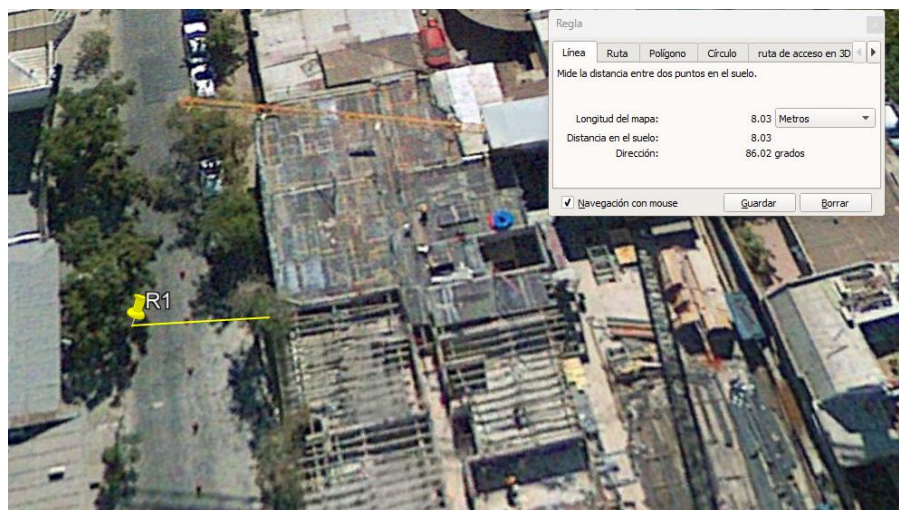 Regla
Línea Ruta Polígono Círculo ruta de acceso en 3D
Mide la distancia entre dos puntos en el suelo.
Longitud del mapa: 8.03 Metros
Distancia en el suelo: 8.03
Dirección: 86.02 grados
Navegación con mouse Guardar Borrar
R1